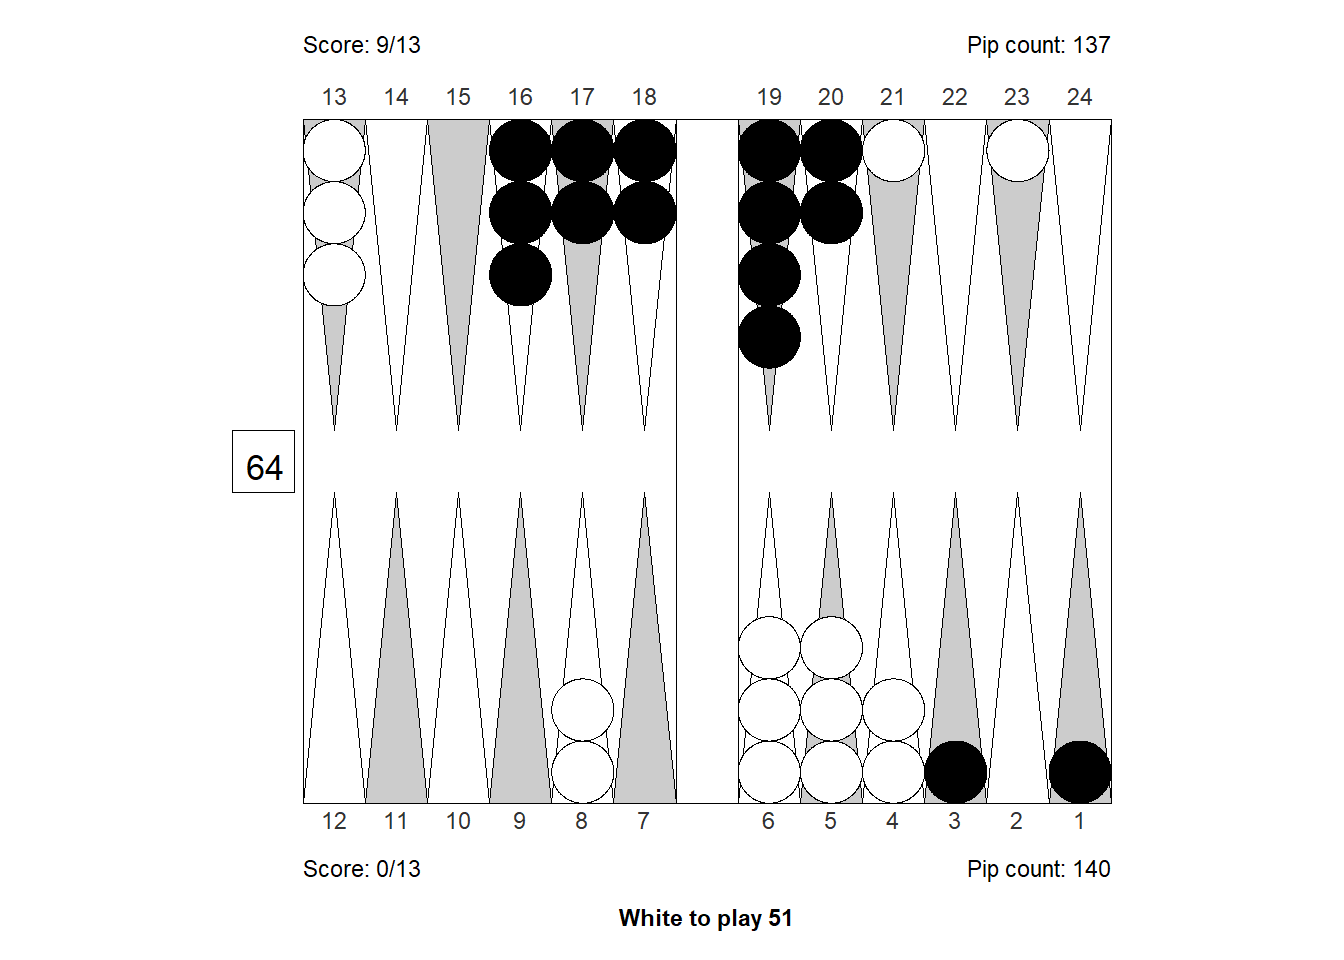 Score: 9/13 Pip count: 137
13 14 15 16 17 18 19 20 21 22 23 24
64
12 11 10 9 8 7 6 5 4 3 2 1
Score: 0/13 Pip count: 140
White to play 51